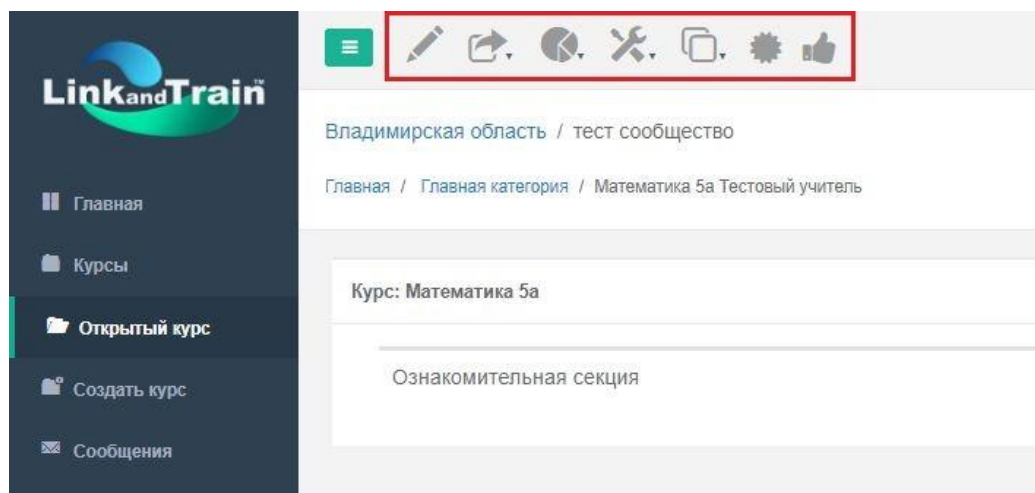 LinkandTrain™
Главная
Курсы
Открытый курс
Создать курс
Сообщения
Владимирская область / тест сообщество
Главная / Главная категория / Математика 5а Тестовый учитель
Курс: Математика 5а
Ознакомительная секция